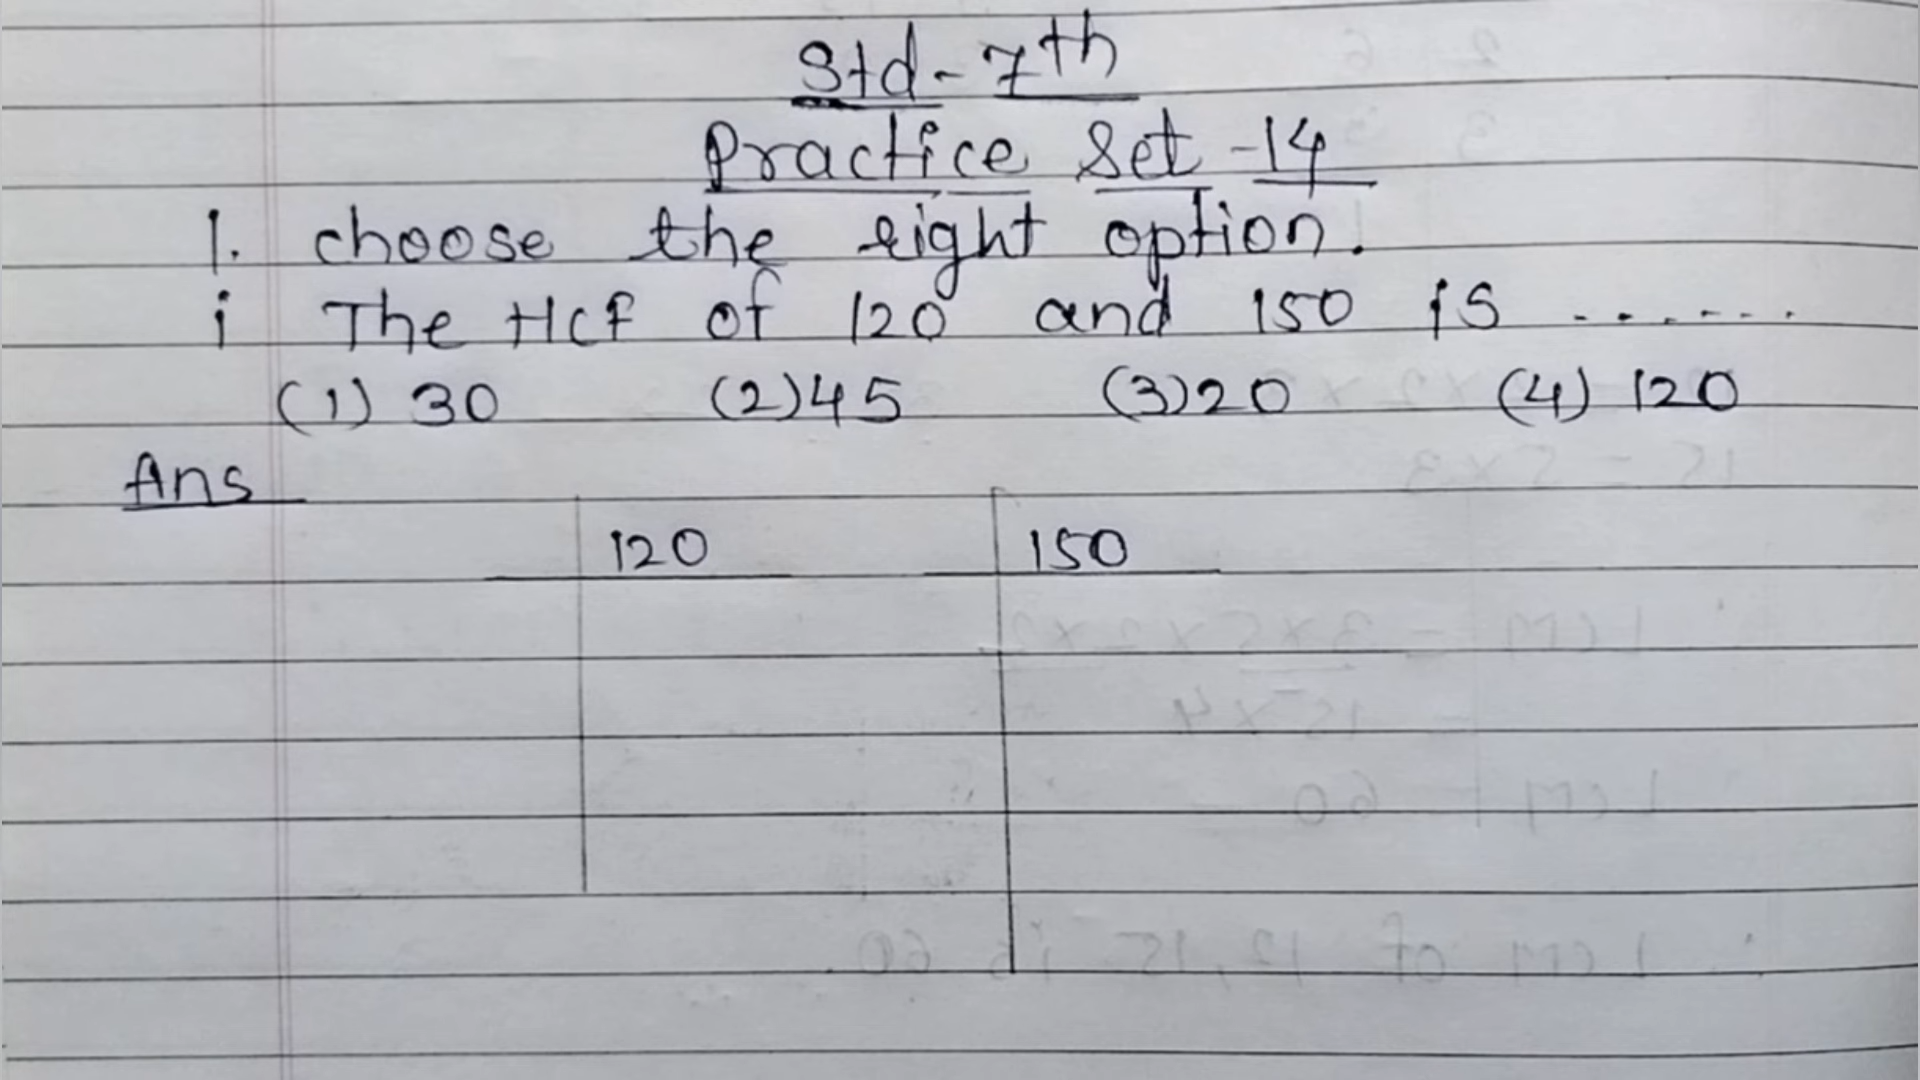 Std - 7th
Practice Set - 14
1. choose the right option.
i The HCF of 120 and 150 is .......
(1) 30 (2) 45 (3) 20 (4) 120
Ans
120 150